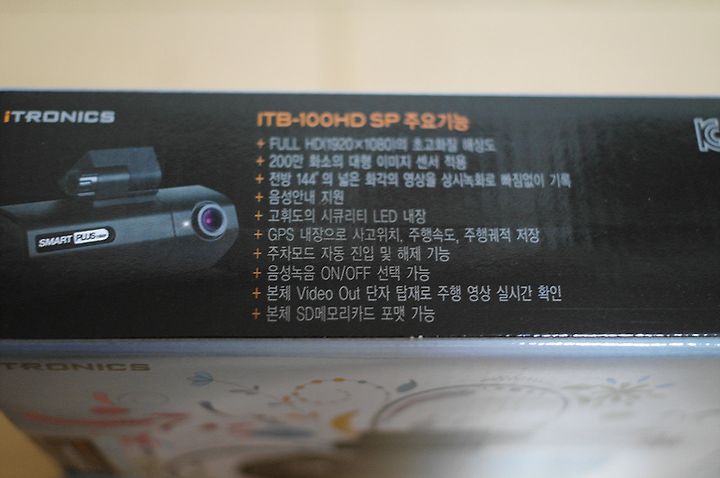 iTRONICS
ITB-100HD SP 주요기능
+ FULL HD(1920×1080)의 초고화질 해상도
+ 200만 화소의 대형 이미지 센서 적용
+ 전방 144˚의 넓은 화각의 영상을 상시녹화로 빠짐없이 기록
+ 음성안내 지원
+ 고휘도의 시큐리티 LED 내장
+ GPS 내장으로 사고위치, 주행속도, 주행궤적 저장
+ 주차모드 자동 진입 및 해제 기능
+ 음성녹음 ON/OFF 선택 가능
+ 본체 Video Out 단자 탑재로 주행 영상 실시간 확인
+ 본체 SD메모리카드 포맷 가능
SMART PLUS
iTRONICS